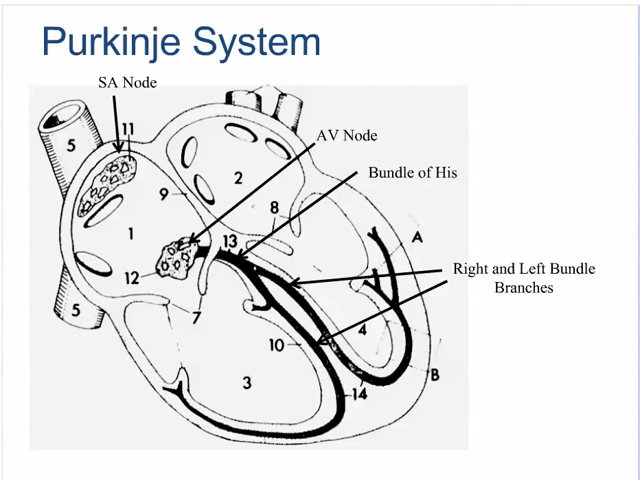 Purkinje System
SA Node
11
5
AV Node
2
Bundle of His
9
8
1
13
A
12
Right and Left Bundle
Branches
5
7
4
10
3
14
B